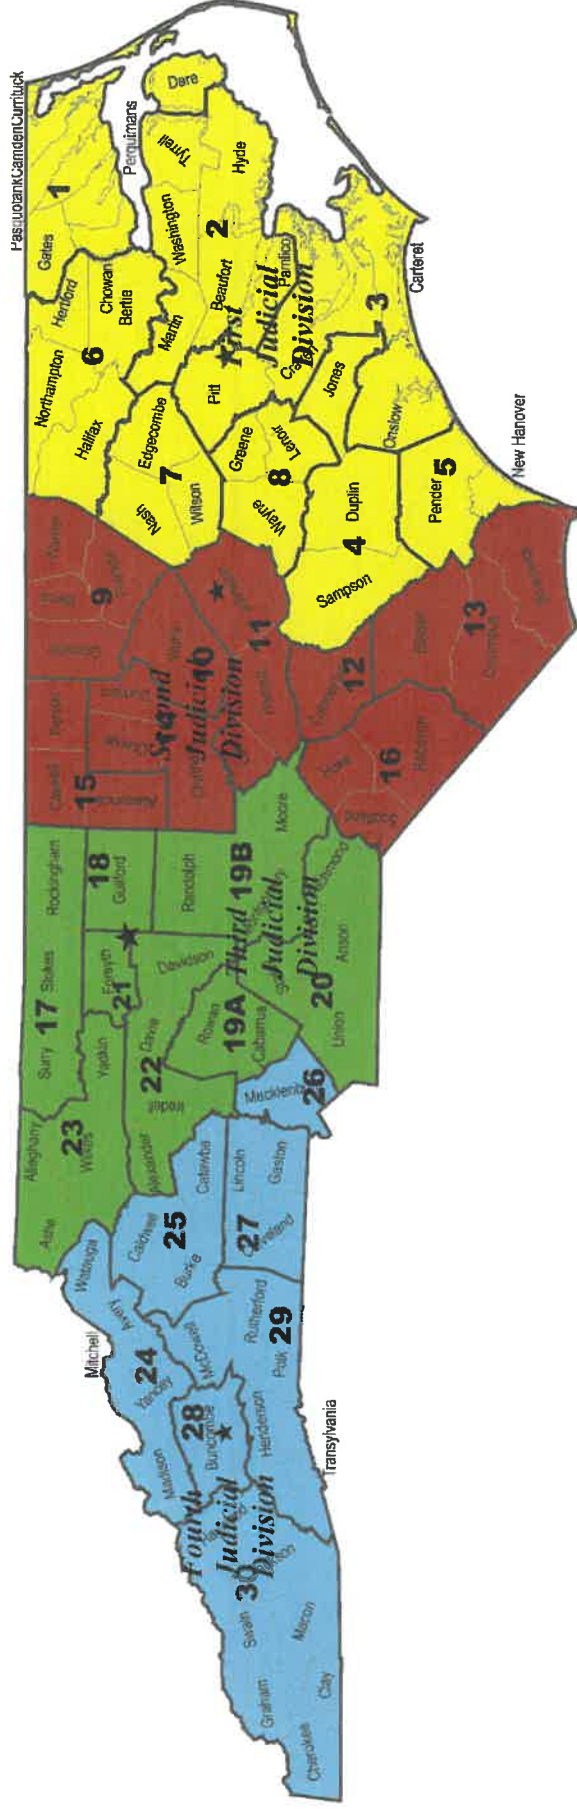 Mitchell
Transylvania
Cherokee
Graham
Clay
Swain
Macon
30
Fourth
Judicial
Division
Madison
Yancey
24
Avery
Watauga
28
Buncombe
Henderson
McDowell
Polk
29
Rutherford
Burke
25
Caldwell
Catawba
27
Lincoln
Gaston
26
Ashe
Alleghany
23
Wilkes
Surry
17
Stokes
Rockingham
Yadkin
21
Forsyth
18
Guilford
Alexander
Iredell
22
Davie
Davidson
Rowan
19A
Cabarrus
Randolph
19B
Third
Judicial
Division
Moore
Union
20
Anson
15
14
Second
Judicial
Division
10
9
11
12
13
16
Hoke
Scotland
Robeson
Bladen
Columbus
Northampton
Halifax
6
Hertford
Bertie
Chowan
Gates
1
Pasquotank Camden Currituck
Perquimans
Nash
Edgecombe
7
Wilson
Martin
Washington
Tyrrell
Dare
2
Hyde
Beaufort
Pitt
First
Judicial
Division
Pamlico
Greene
Lenoir
8
Wayne
Jones
3
Carteret
Sampson
4
Duplin
Onslow
Pender
5
New Hanover